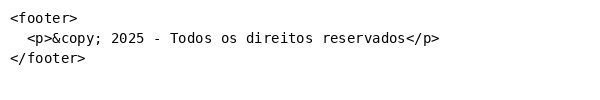 <footer>
  <p>&copy; 2025 - Todos os direitos reservados</p>
</footer>